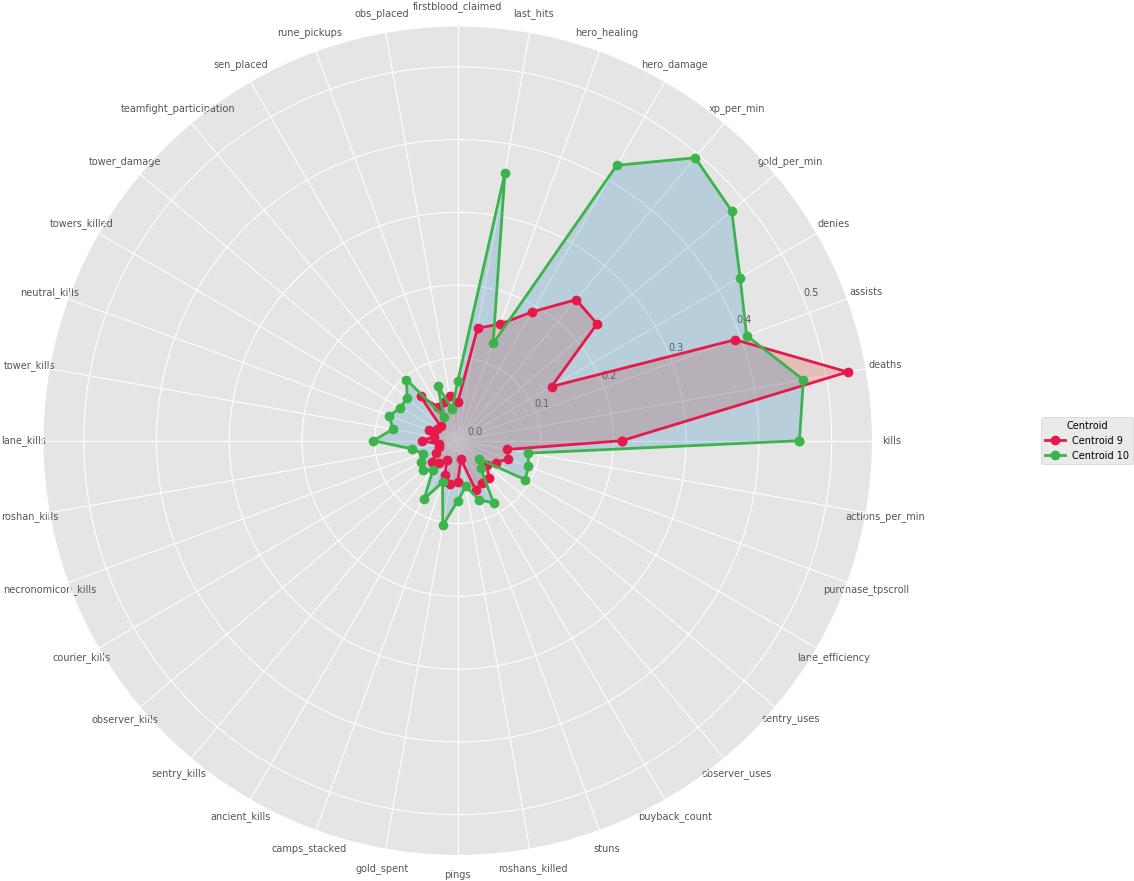 firstblood_claimed
obs_placed
last_hits
rune_pickups
hero_healing
sen_placed
hero_damage
teamfight_participation
xp_per_min
tower_damage
gold_per_min
towers_killed
denies
neutral_kills
assists
0.5
0.4
0.3
tower_kills
deaths
0.2
0.1
0.0
lane_kills
kills
Centroid
Centroid 9
Centroid 10
roshan_kills
actions_per_min
necronomicon_kills
purchase_tpscroll
courier_kills
lane_efficiency
observer_kills
sentry_uses
sentry_kills
observer_uses
ancient_kills
buyback_count
camps_stacked
stuns
gold_spent
roshans_killed
pings